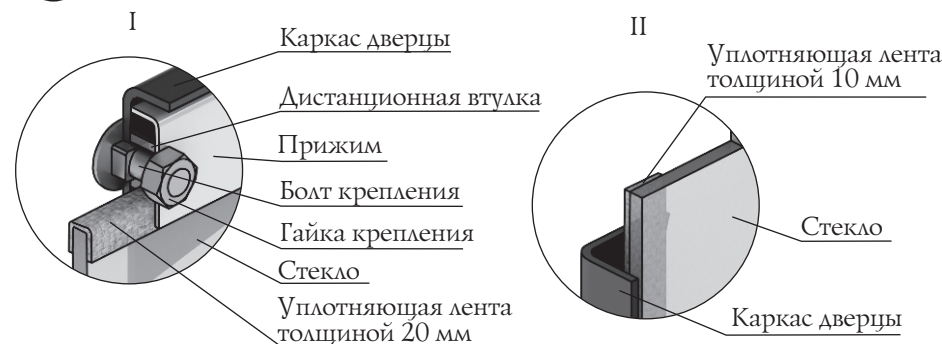 I
Каркас дверцы
Дистанционная втулка
Прижим
Болт крепления
Гайка крепления
Стекло
Уплотняющая лента
толщиной 20 мм
II
Уплотняющая лента
толщиной 10 мм
Стекло
Каркас дверцы